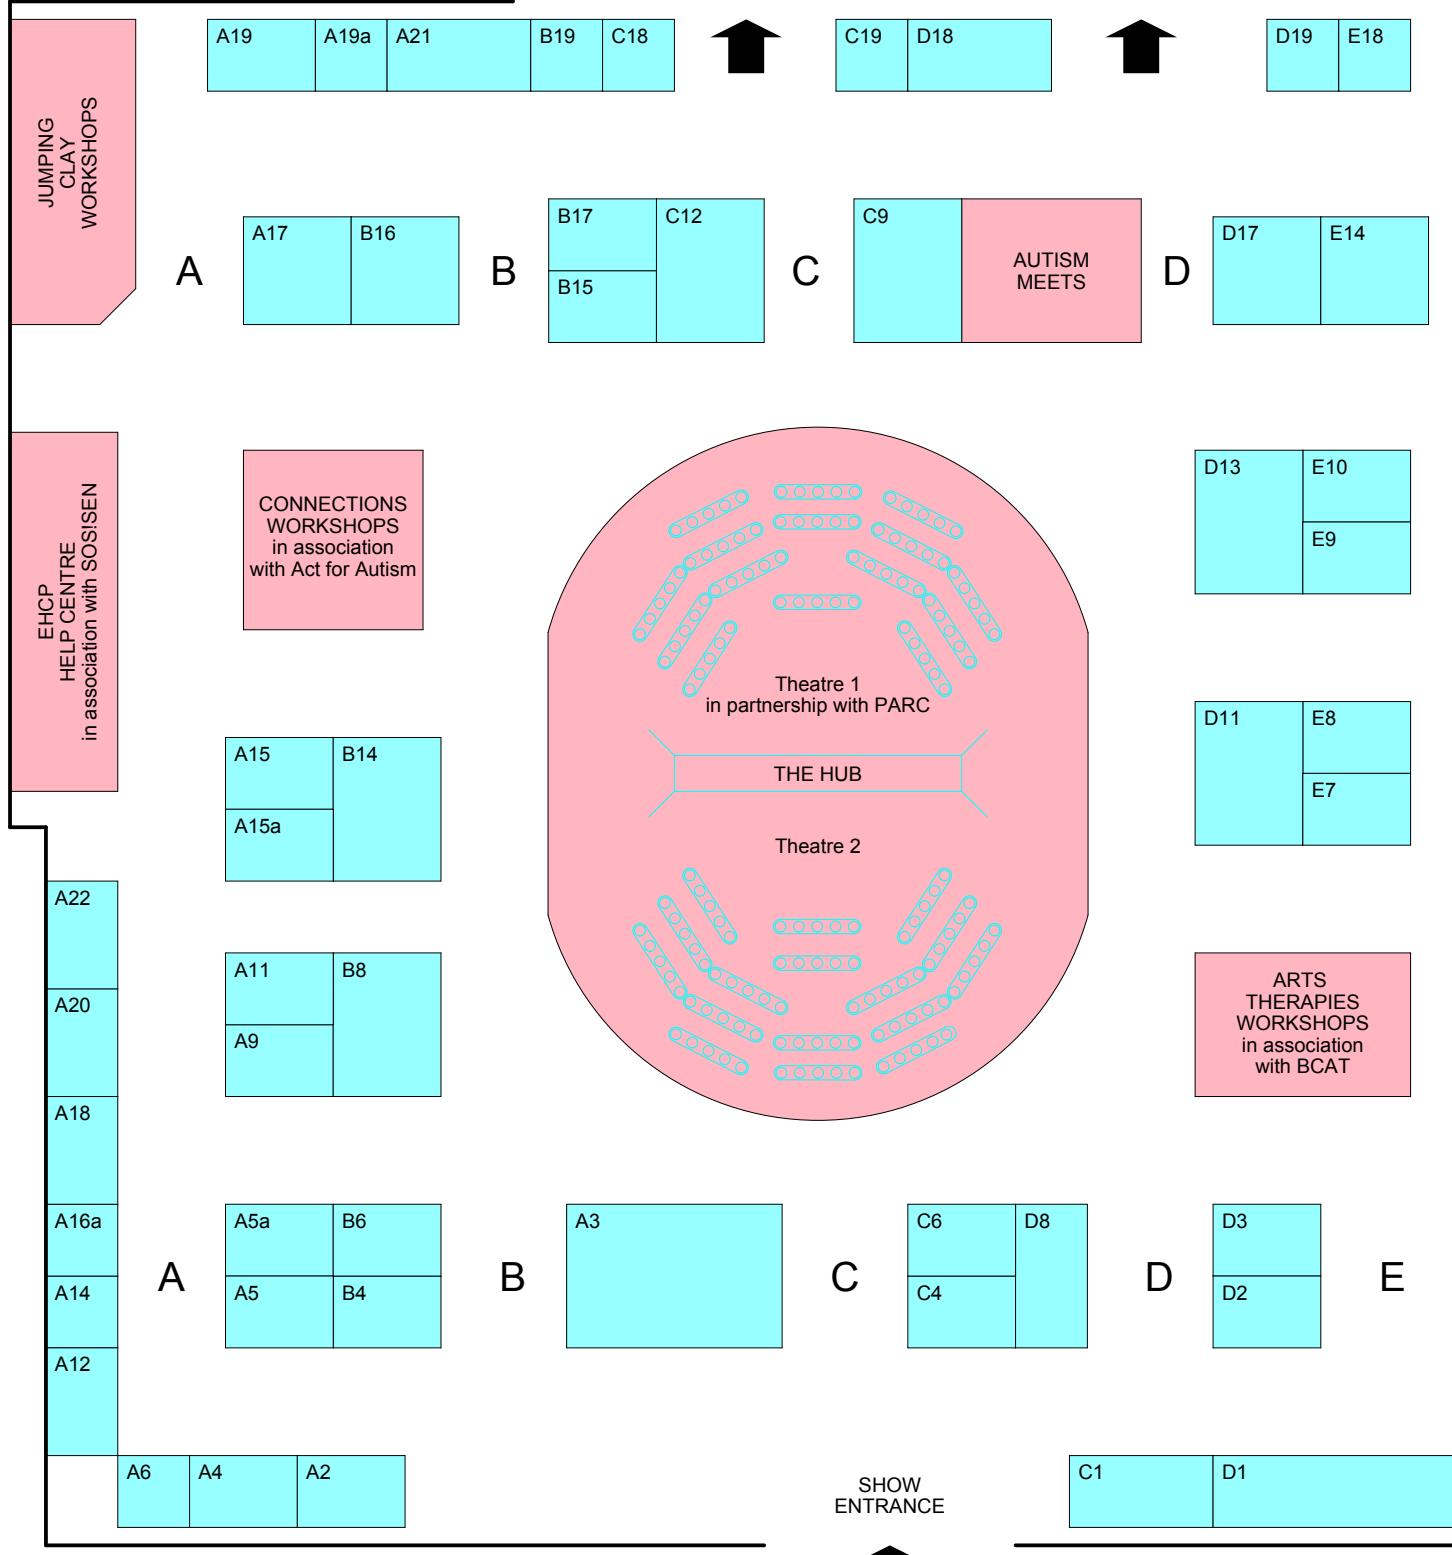 A19
A19a
A21
B19
C18
C19
D18
D19
E18
JUMPING
CLAY
WORKSHOPS
A
A17
B16
B
B17
B15
C12
C
C9
AUTISM
MEETS
D
D17
E14
EHCP
HELP CENTRE
in association with SOS!SEN
CONNECTIONS
WORKSHOPS
in association
with Act for Autism
D13
E10
E9
Theatre 1
in partnership with PARC
THE HUB
Theatre 2
A15
A15a
B14
D11
E8
E7
A22
A20
A18
A16a
A14
A12
A11
A9
B8
ARTS
THERAPIES
WORKSHOPS
in association
with BCAT
A
A5a
B6
A5
B4
B
A3
C
C6
C4
D8
D
D3
D2
E
A6
A4
A2
SHOW
ENTRANCE
C1
D1